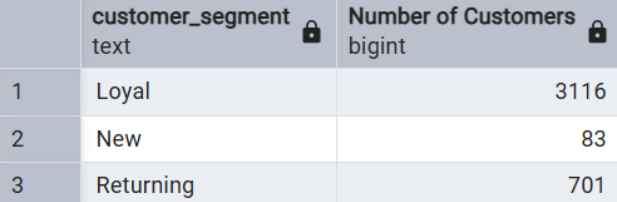 customer_segment Number of Customers
text bigint
1 Loyal 3116
2 New 83
3 Returning 701